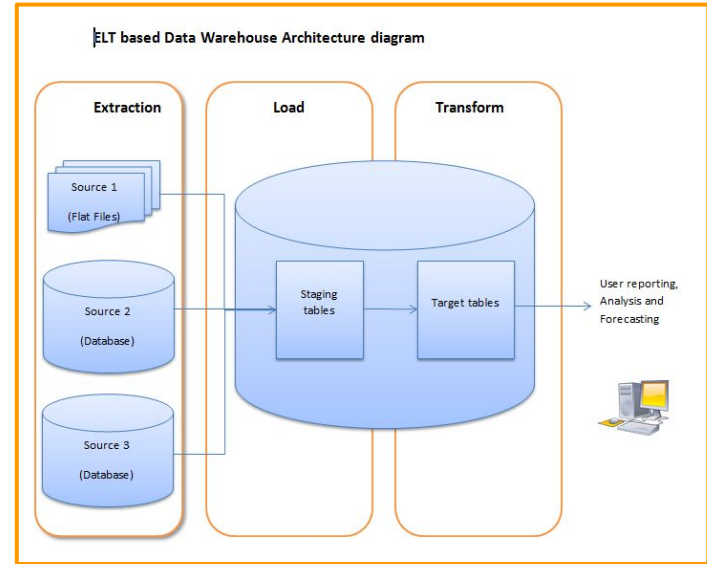 ELT based Data Warehouse Architecture diagram
Extraction
Load
Transform
Source 1
(Flat Files)
Source 2
(Database)
Source 3
(Database)
Staging
tables
Target tables
User reporting,
Analysis and
Forecasting